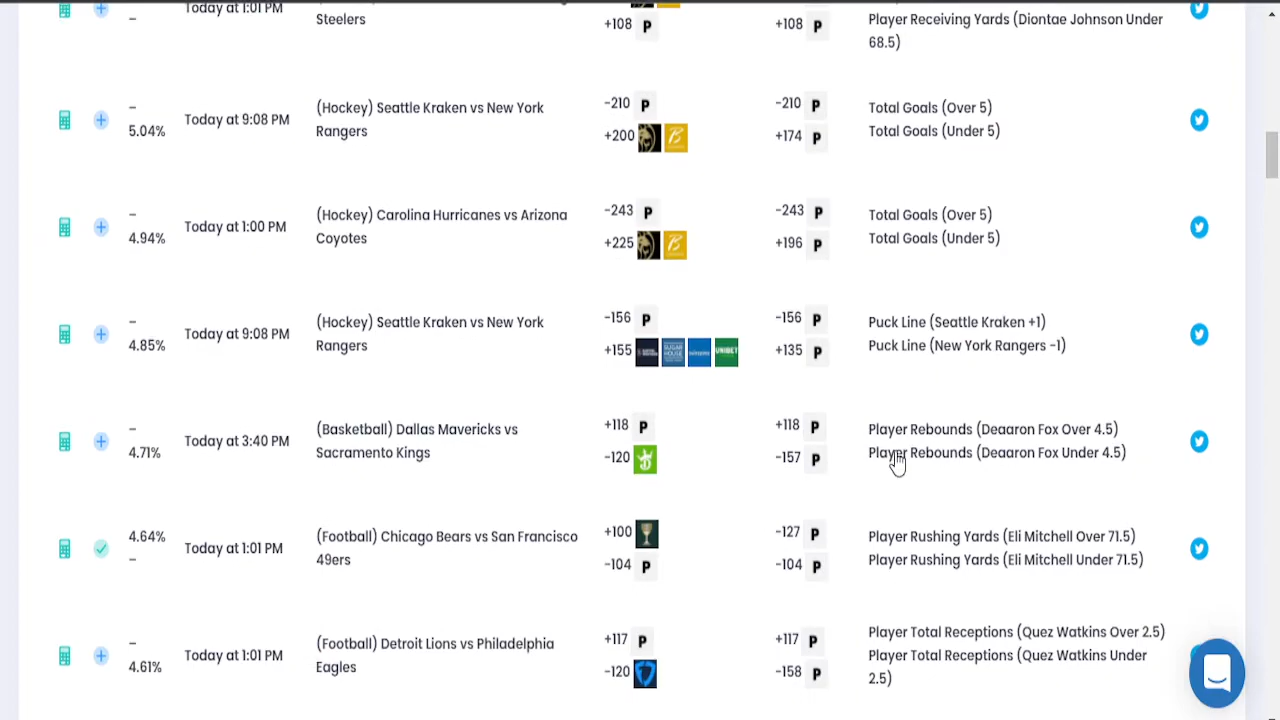 Today at 1:01 PM
–
Steelers
+108 P
+108 P
Player Receiving Yards (Diontae Johnson Under
68.5)
–
5.04%
Today at 9:08 PM
(Hockey) Seattle Kraken vs New York
Rangers
-210 P
+200 B
-210 P
+174 P
Total Goals (Over 5)
Total Goals (Under 5)
–
4.94%
Today at 1:00 PM
(Hockey) Carolina Hurricanes vs Arizona
Coyotes
-243 P
+225 B
-243 P
+196 P
Total Goals (Over 5)
Total Goals (Under 5)
–
4.85%
Today at 9:08 PM
(Hockey) Seattle Kraken vs New York
Rangers
-156 P
+155 SUGAR HOUSE UNIBET
-156 P
+135 P
Puck Line (Seattle Kraken +1)
Puck Line (New York Rangers -1)
–
4.71%
Today at 3:40 PM
(Basketball) Dallas Mavericks vs
Sacramento Kings
+118 P
-120
+118 P
-157 P
Player Rebounds (Deaaron Fox Over 4.5)
Player Rebounds (Deaaron Fox Under 4.5)
4.64%
–
Today at 1:01 PM
(Football) Chicago Bears vs San Francisco
49ers
+100
-104 P
-127 P
-104 P
Player Rushing Yards (Eli Mitchell Over 71.5)
Player Rushing Yards (Eli Mitchell Under 71.5)
–
4.61%
Today at 1:01 PM
(Football) Detroit Lions vs Philadelphia
Eagles
+117 P
-120
+117 P
-158 P
Player Total Receptions (Quez Watkins Over 2.5)
Player Total Receptions (Quez Watkins Under
2.5)